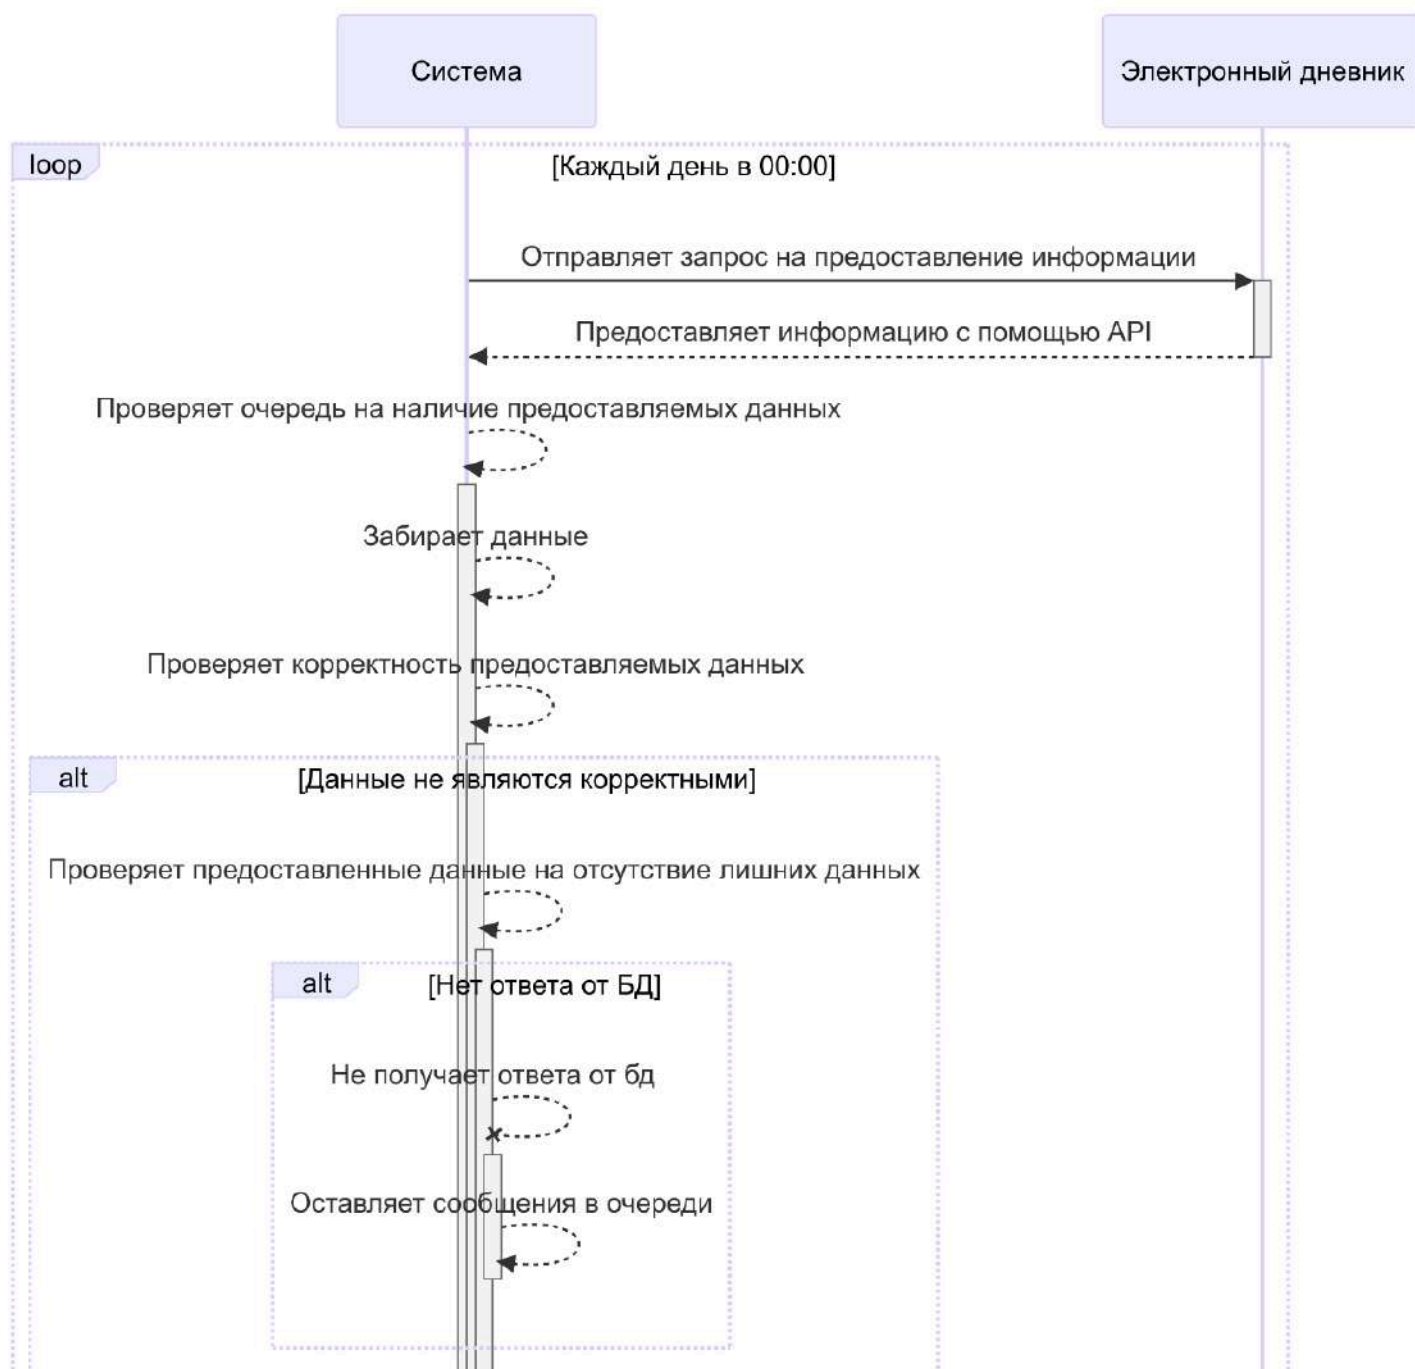 Система
Электронный дневник
loop
[Каждый день в 00:00]
Отправляет запрос на предоставление информации
Предоставляет информацию с помощью API
Проверяет очередь на наличие предоставляемых данных
Забирает данные
Проверяет корректность предоставляемых данных
alt
[Данные не являются корректными]
Проверяет предоставленные данные на отсутствие лишних данных
alt
[Нет ответа от БД]
Не получает ответа от бд
Оставляет сообщения в очереди